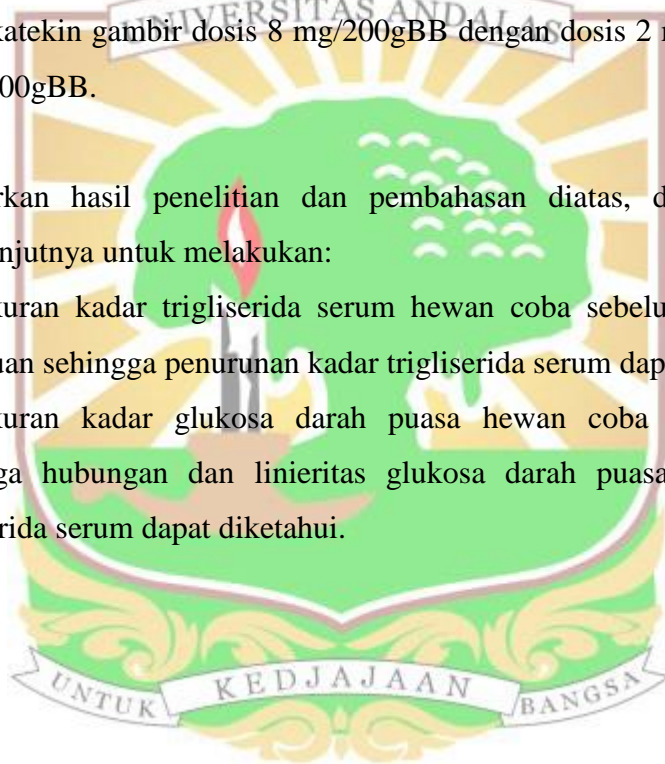 UNIVERSITAS ANDALAS
katekin gambir dosis 8 mg/200gBB dengan dosis 2
00gBB.
rkan hasil penelitian dan pembahasan diatas, d
njutnya untuk melakukan:
kuran kadar trigliserida serum hewan coba sebelu
uan sehingga penurunan kadar trigliserida serum dap
kuran kadar glukosa darah puasa hewan coba
ga hubungan dan linieritas glukosa darah puasa
rida serum dapat diketahui.
UNTUK KEDJAJAAN BANGSA